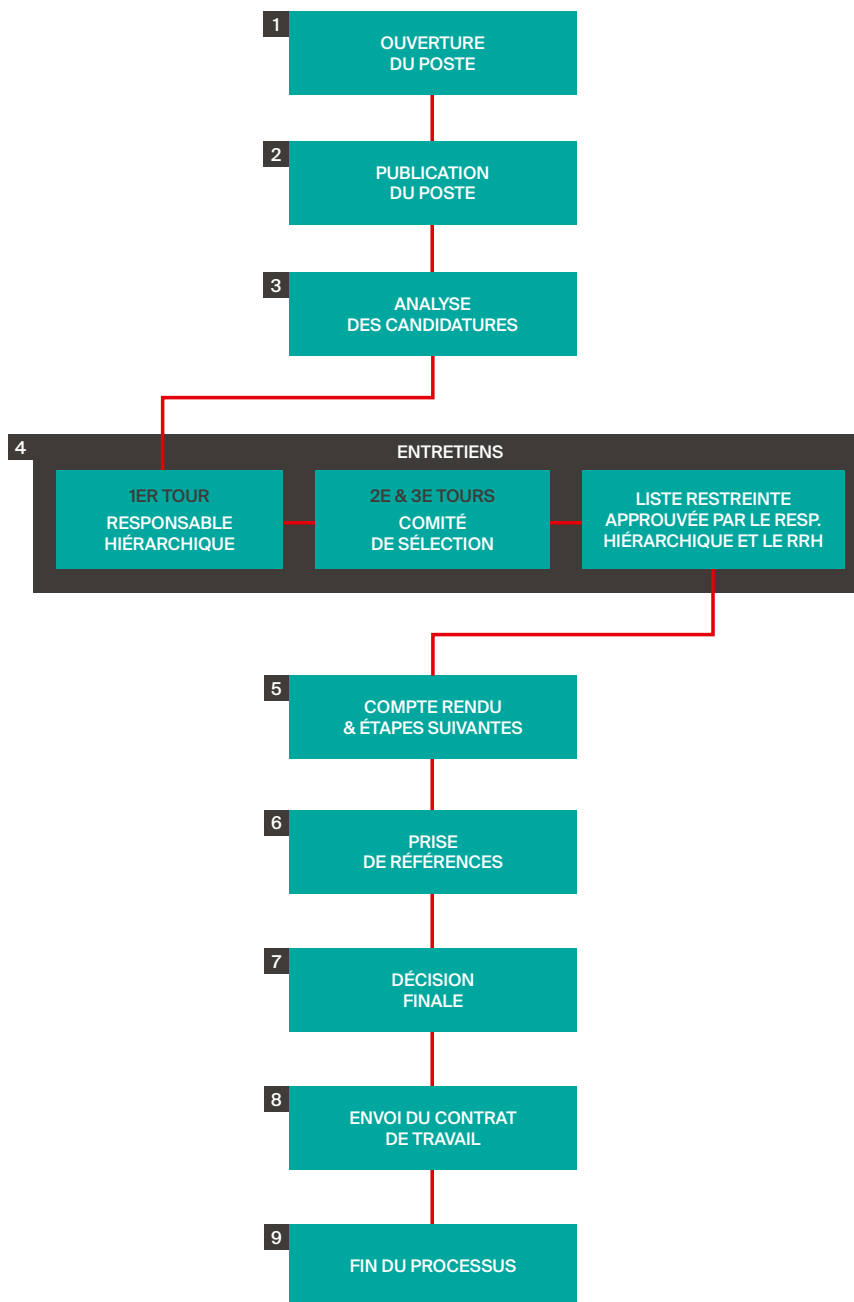 1
OUVERTURE
DU POSTE
2
PUBLICATION
DU POSTE
3
ANALYSE
DES CANDIDATURES
4
ENTRETIENS
1ER TOUR
RESPONSABLE
HIÉRARCHIQUE
2E & 3E TOURS
COMITÉ
DE SÉLECTION
LISTE RESTREINTE
APPROUVÉE PAR LE RESP.
HIÉRARCHIQUE ET LE RRH
5
COMPTE RENDU
& ÉTAPES SUIVANTES
6
PRISE
DE RÉFÉRENCES
7
DÉCISION
FINALE
8
ENVOI DU CONTRAT
DE TRAVAIL
9
FIN DU PROCESSUS